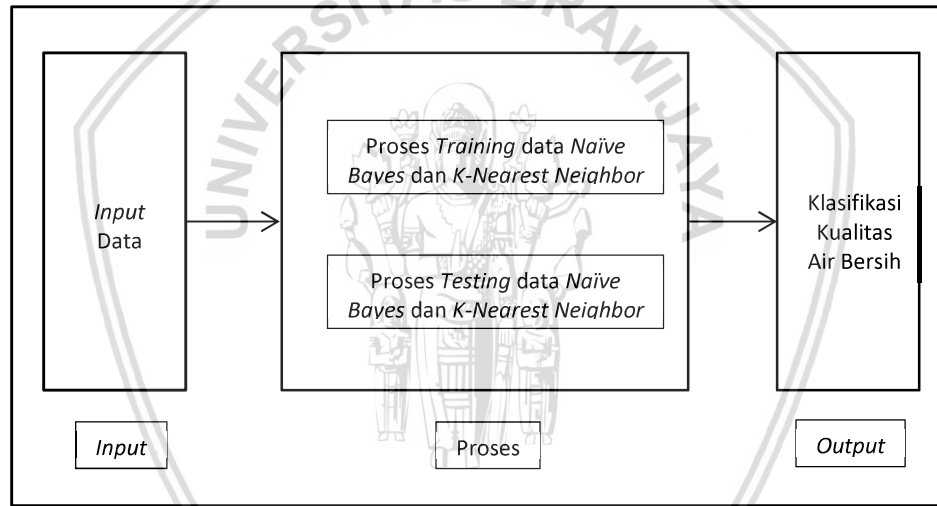 UNIVERSITAS BRAWIJAYA
Input
Data
Proses Training data Naïve
Bayes dan K-Nearest Neighbor
Proses Testing data Naïve
Bayes dan K-Nearest Neighbor
Klasifikasi
Kualitas
Air Bersih
Input
Proses
Output